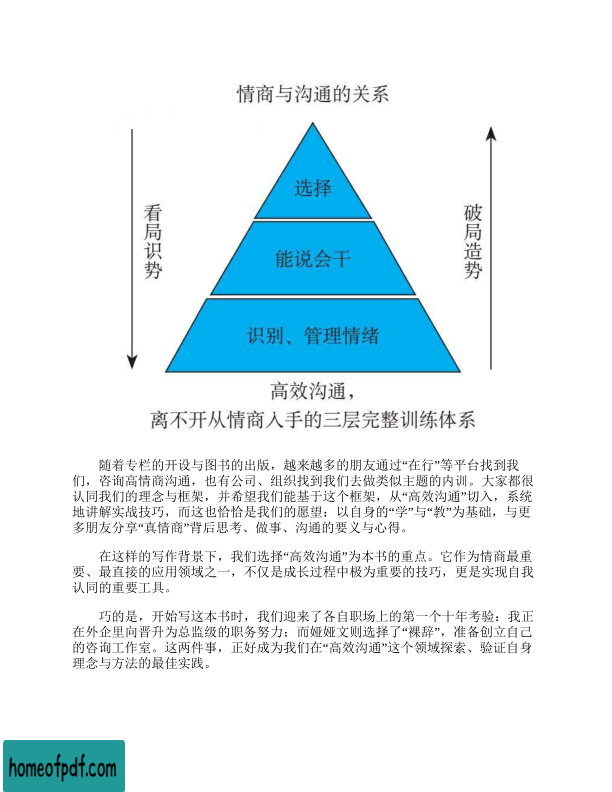 情商与沟通的关系
选择
看局识势
破局造势
能说会干
识别、管理情绪
高效沟通，
离不开从情商入手的三层完整训练体系
随着专栏的开设与图书的出版，越来越多的朋友通过“在行”等平台找到我
们，咨询高情商沟通，也有公司、组织找到我们去做类似主题的内训。大家都很
认同我们的理念与框架，并希望我们能基于这个框架，从“高效沟通”切入，系统
地讲解实战技巧，而这也恰恰是我们的愿望：以自身的“学”与“教”为基础，与更
多朋友分享“真情商”背后思考、做事、沟通的要义与心得。
在这样的写作背景下，我们选择“高效沟通”为本书的重点。它作为情商最重
要、最直接的应用领域之一，不仅是成长过程中极为重要的技巧，更是实现自我
认同的重要工具。
巧的是，开始写这本书时，我们迎来了各自职场上的第一个十年考验：我正
在外企里向晋升为总监级的职务努力；而娅娅文则选择了“裸辞”，准备创立自己
的咨询工作室。这两件事，正好成为我们在“高效沟通”这个领域探索、验证自身
理念与方法的最佳实践。
homeofpdf.com